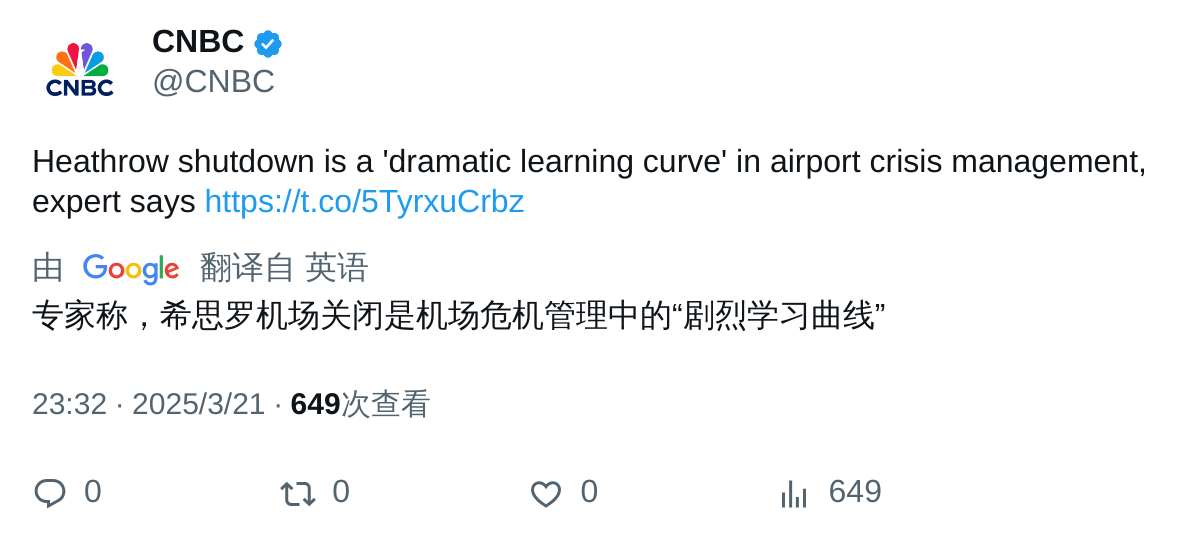 CNBC
CNBC
@CNBC
Heathrow shutdown is a 'dramatic learning curve' in airport crisis management,
expert says https://t.co/5TyrxuCrbz
由 Google 翻译自 英语
专家称，希思罗机场关闭是机场危机管理中的“剧烈学习曲线”
23:32 · 2025/3/21 · 649次查看
0 0 0 649